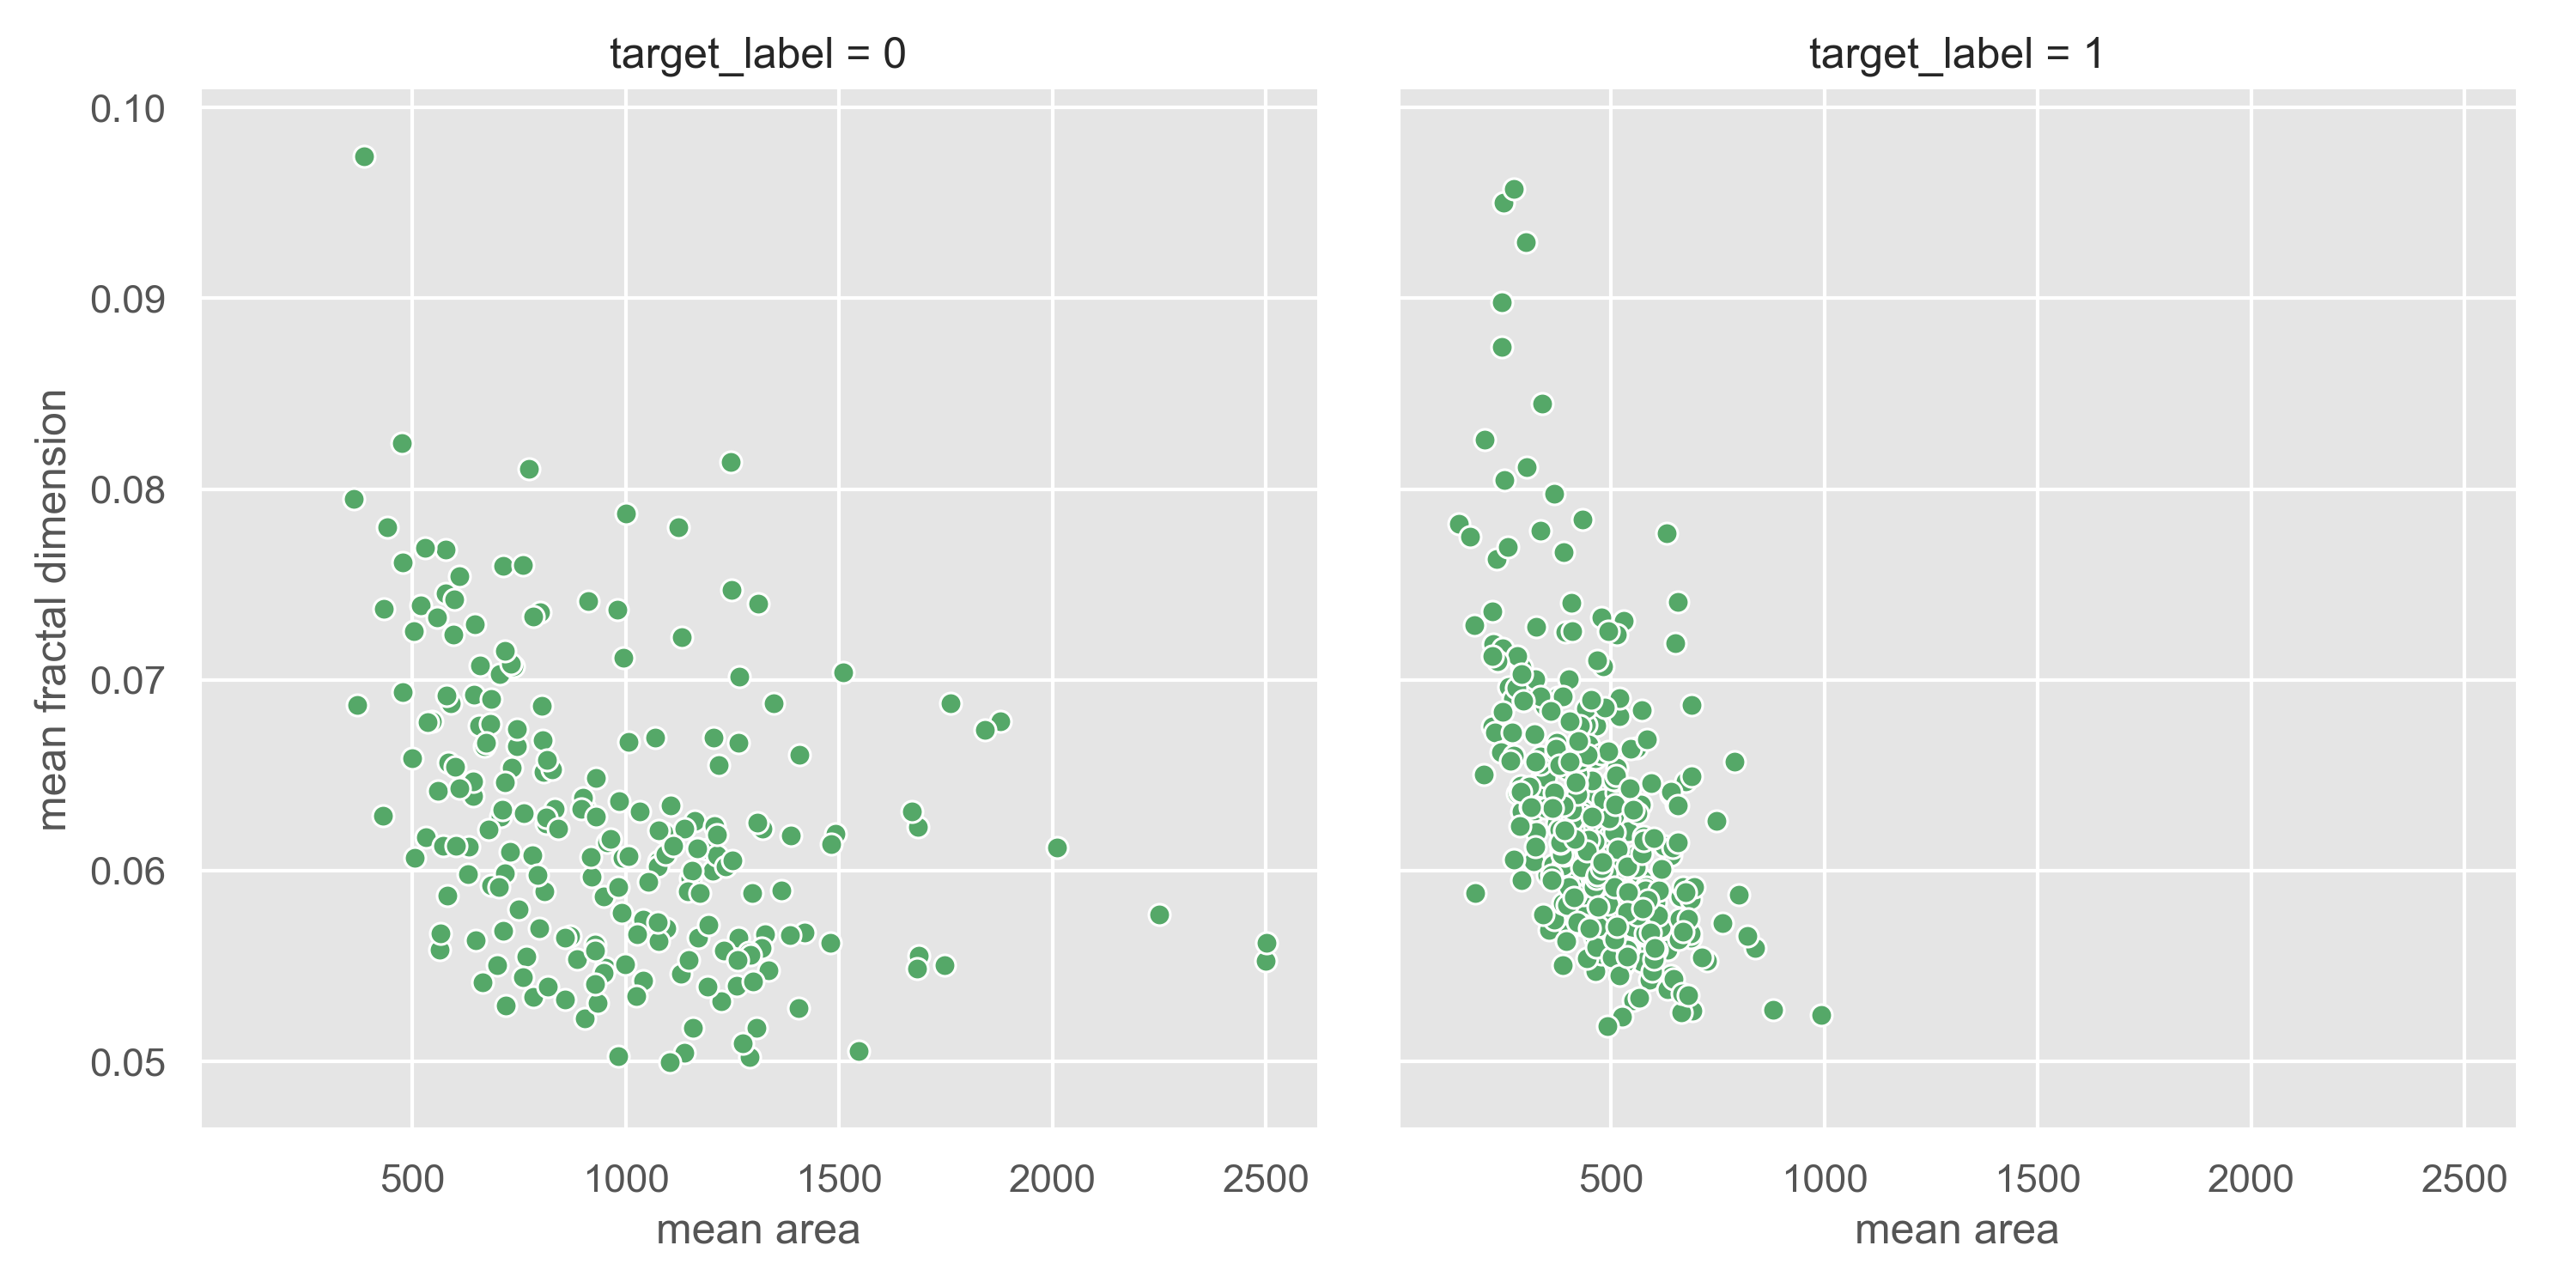 target_label = 0
target_label = 1
0.10
0.09
0.08
0.07
0.06
0.05
mean fractal dimension
500 1000 1500 2000 2500
500 1000 1500 2000 2500
mean area
mean area